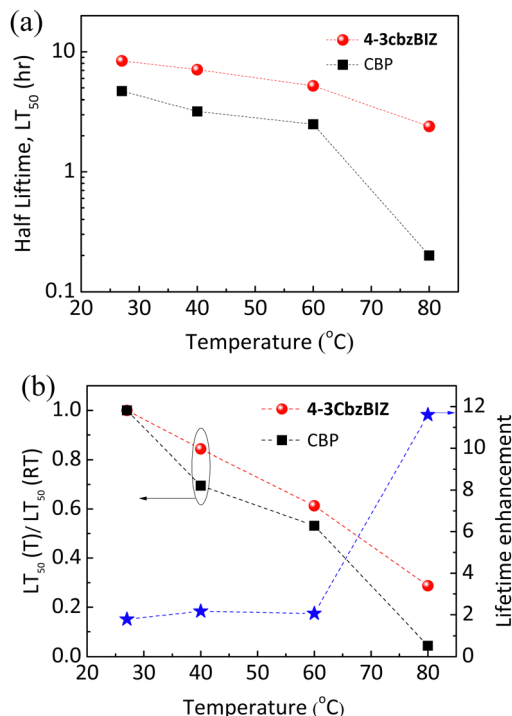 (a)
4-3cbzBIZ
CBP
Half Liftime, LT50 (hr)
10
1
0.1
20 30 40 50 60 70 80
Temperature (°C)
(b)
4-3CbzBIZ
CBP
LT50 (T)/ LT50 (RT)
1.0
0.8
0.6
0.4
0.2
0.0
12
10
8
6
4
2
0
Lifetime enhancement
20 30 40 50 60 70 80
Temperature (°C)